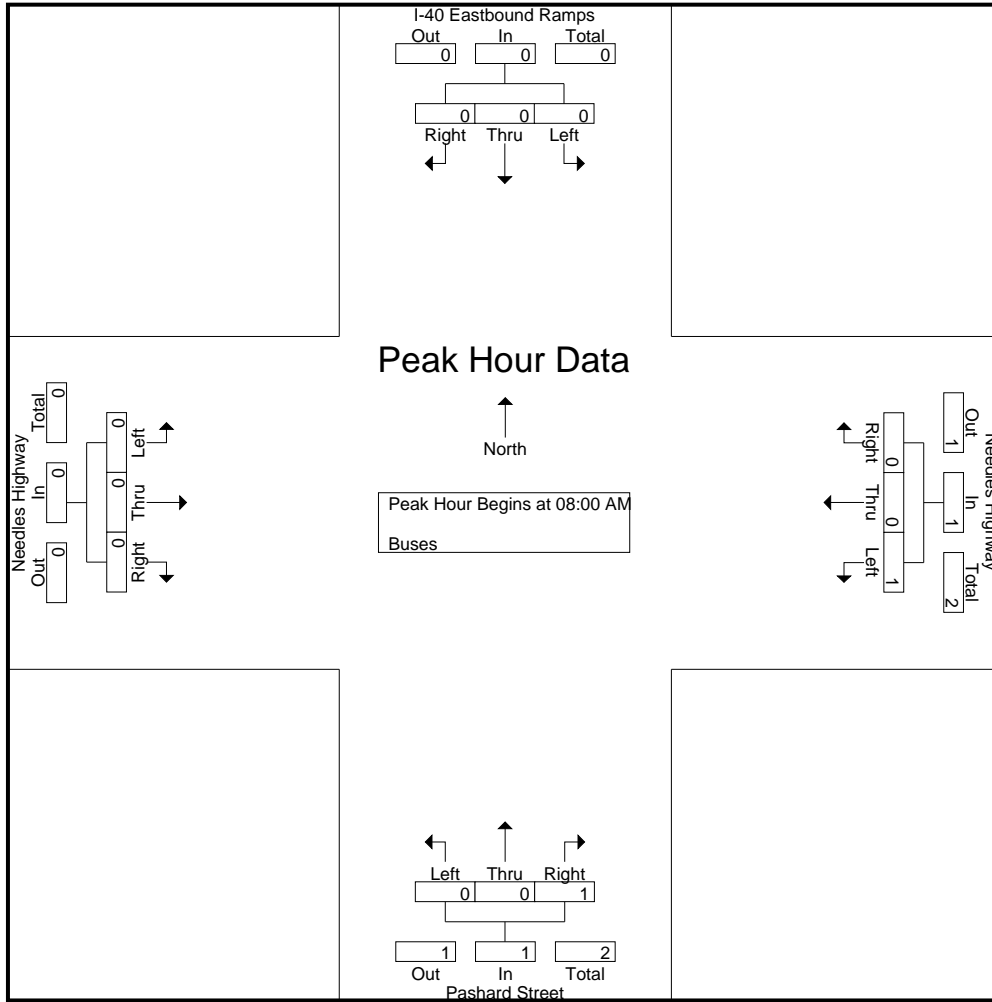 I-40 Eastbound Ramps
Out In Total
0 0 0
0 0 0
Right Thru Left
Peak Hour Data
North
Peak Hour Begins at 08:00 AM
Buses
Needles Highway
Total In Out
0 0 0
0 0 0
Left Thru Right
Right Thru Left
0 0 1
Out In Total
1 1 2
Needles Highway
Left Thru Right
0 0 1
1 1 2
Out In Total
Pashard Street